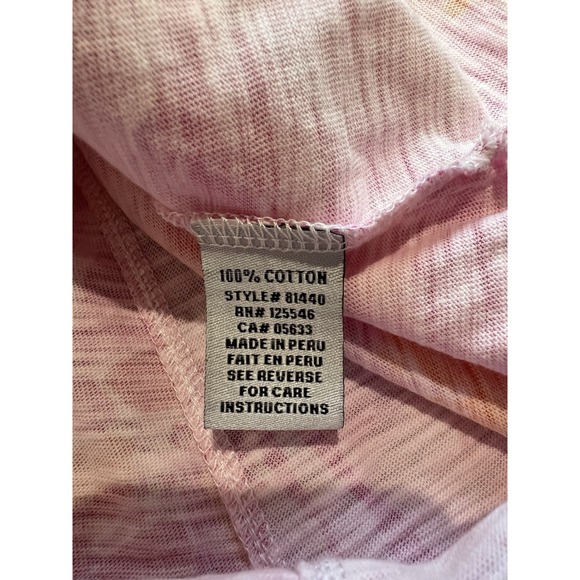 100% COTTON
STYLE# 81440
RN# 125546
CA# 05633
MADE IN PERU
FAIT EN PERU
SEE REVERSE
FOR CARE
INSTRUCTIONS